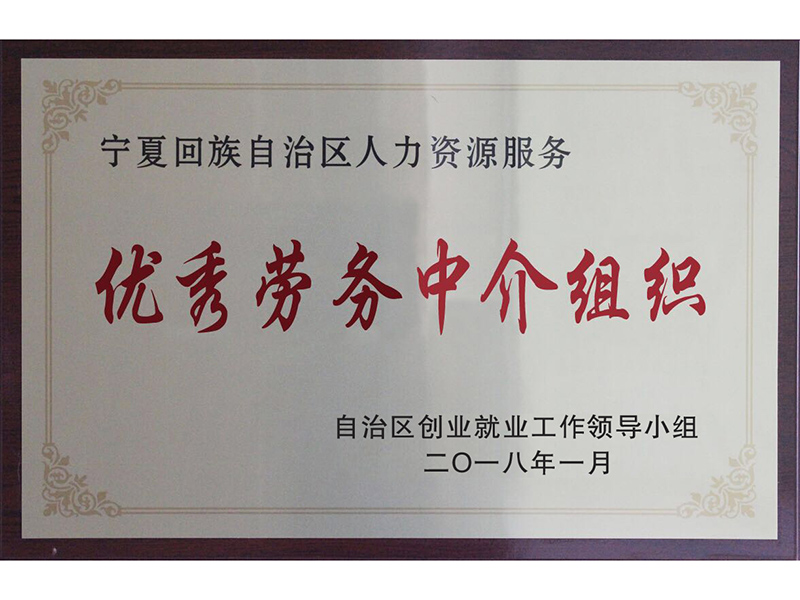 宁夏回族自治区人力资源服务
优秀劳务中介组织
自治区创业就业工作领导小组
二〇一八年一月